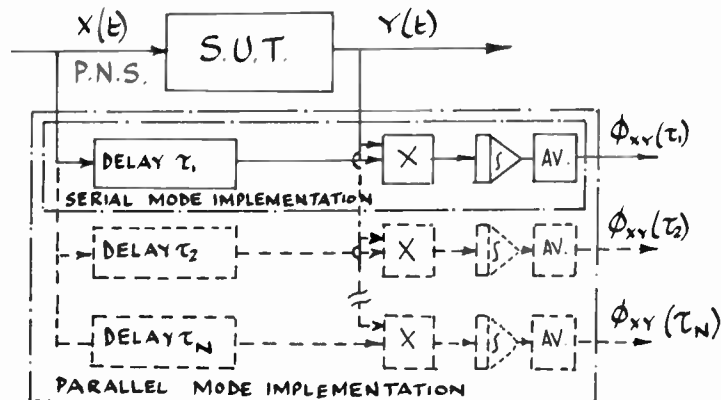 X(t)
Y(t)
S.U.T.
P.N.S.
DELAY τ₁
X
∫
AV.
ϕxy(τ₁)
SERIAL MODE IMPLEMENTATION
DELAY τ₂
X
∫
AV.
ϕxy(τ₂)
DELAY τN
X
∫
AV.
ϕxy(τN)
PARALLEL MODE IMPLEMENTATION